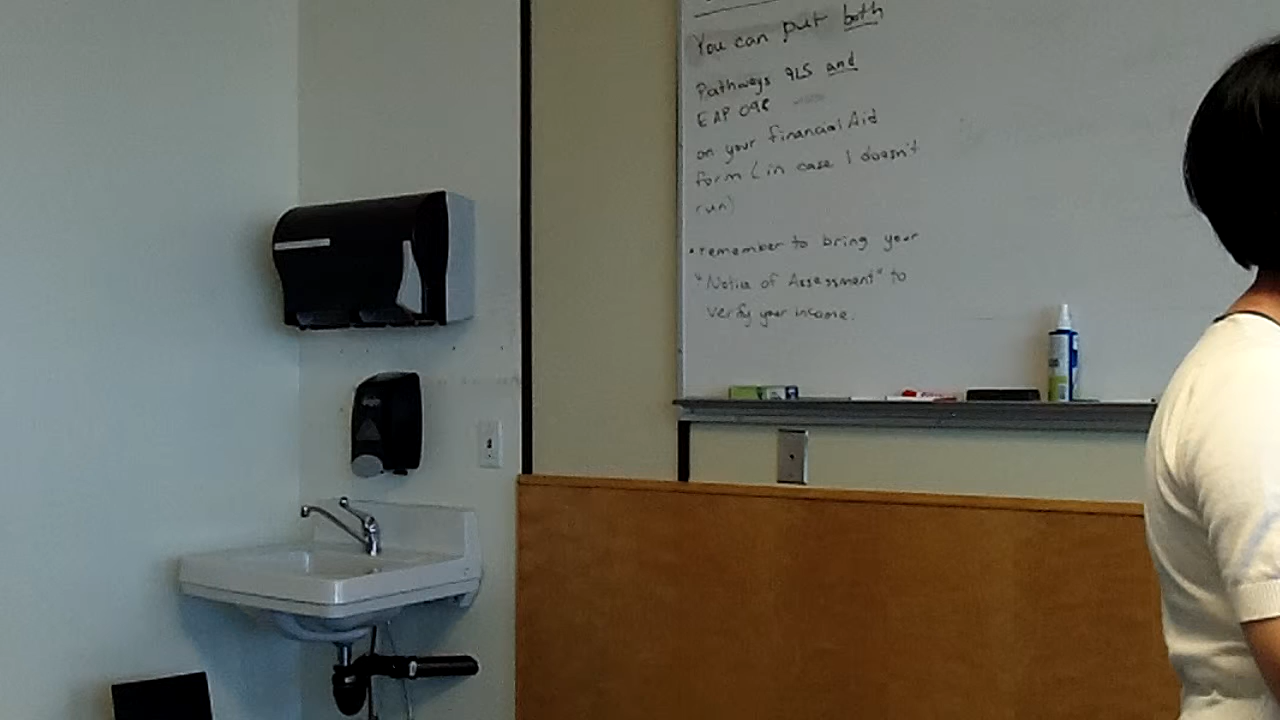 You can put both
Pathways 9LS and
EAP 098
on your Financial Aid
form (in case 1 doesn't
run)
• remember to bring your
"Notice of Assessment" to
verify your income.